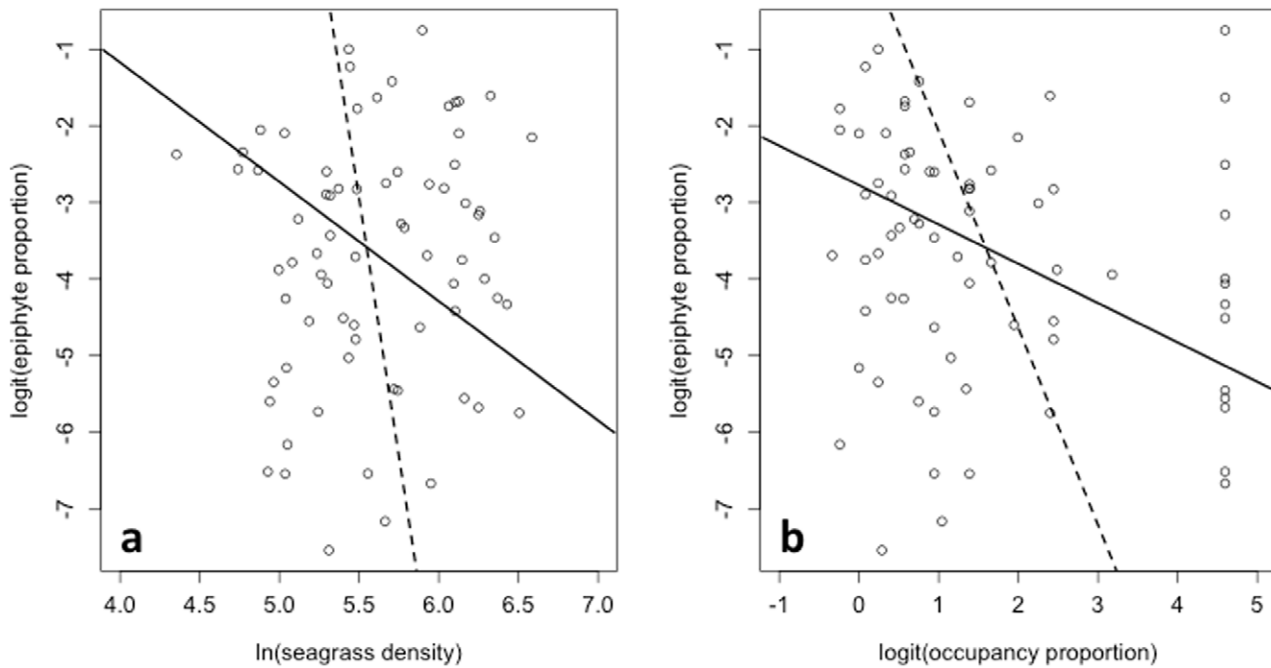 logit(epiphyte proportion)
-1
-2
-3
-4
-5
-6
-7
a
4.0 4.5 5.0 5.5 6.0 6.5 7.0
ln(seagrass density)
logit(epiphyte proportion)
-1
-2
-3
-4
-5
-6
-7
b
-1 0 1 2 3 4 5
logit(occupancy proportion)